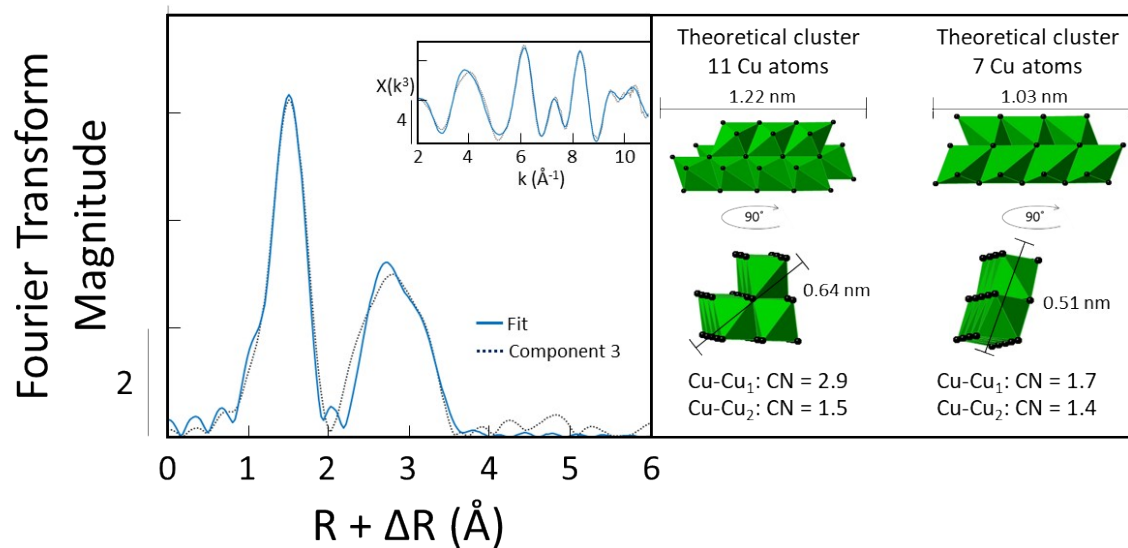 Fourier Transform
Magnitude
2
0 1 2 3 4 5 6
R + ΔR (Å)
X(k³)
4
2 4 6 8 10
k (Å⁻¹)
Fit
Component 3
Theoretical cluster
11 Cu atoms
1.22 nm
90°
0.64 nm
Cu-Cu₁: CN = 2.9
Cu-Cu₂: CN = 1.5
Theoretical cluster
7 Cu atoms
1.03 nm
90°
0.51 nm
Cu-Cu₁: CN = 1.7
Cu-Cu₂: CN = 1.4